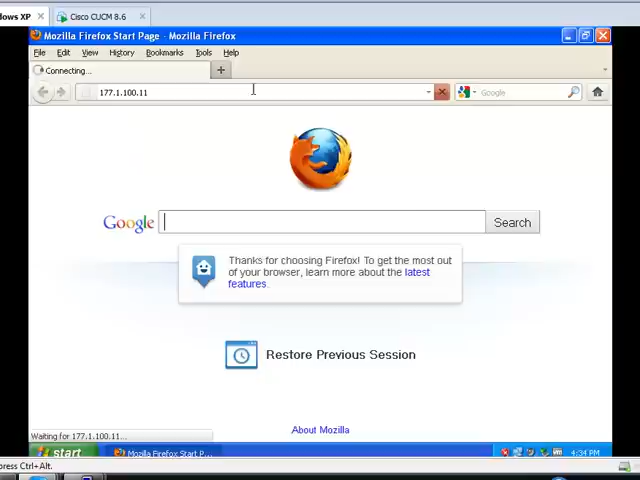 dows XP
Cisco CUCM 8.6
Mozilla Firefox Start Page - Mozilla Firefox
File Edit View History Bookmarks Tools Help
Connecting...
177.1.100.11
Google
Google
Search
Thanks for choosing Firefox! To get the most out
of your browser, learn more about the latest
features.
Restore Previous Session
About Mozilla
Waiting for 177.1.100.11...
start
Mozilla Firefox Start P...
4:34 PM
press Ctrl+Alt.